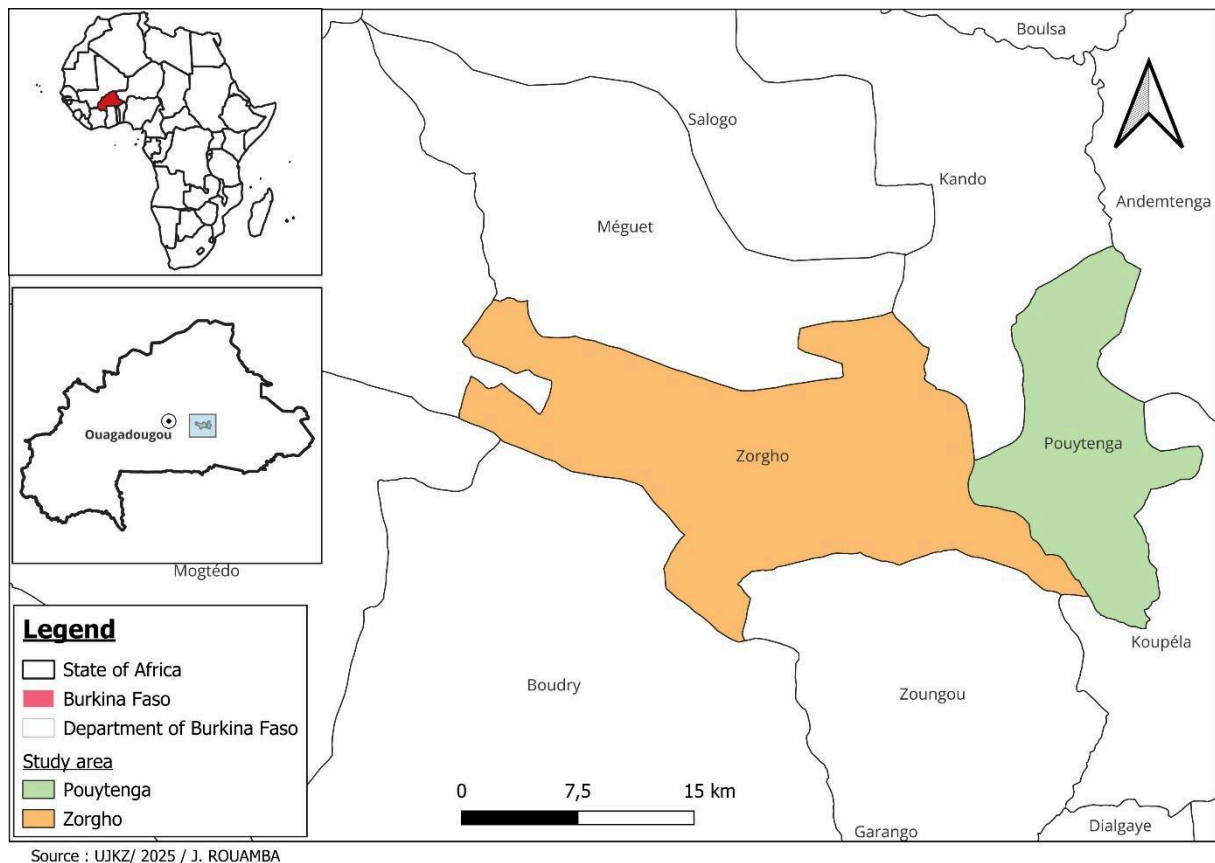 Boulsa
Salogo
Kando
Andemtenga
Méguet
Ouagadougou
Pouytenga
Zorgho
Mogtédo
Koupéla
Boudry
Zoungou
Legend
State of Africa
Burkina Faso
Department of Burkina Faso
Study area
Pouytenga
Zorgho
0 7,5 15 km
Garango
Dialgaye
Source : UJKZ/ 2025 / J. ROUAMBA